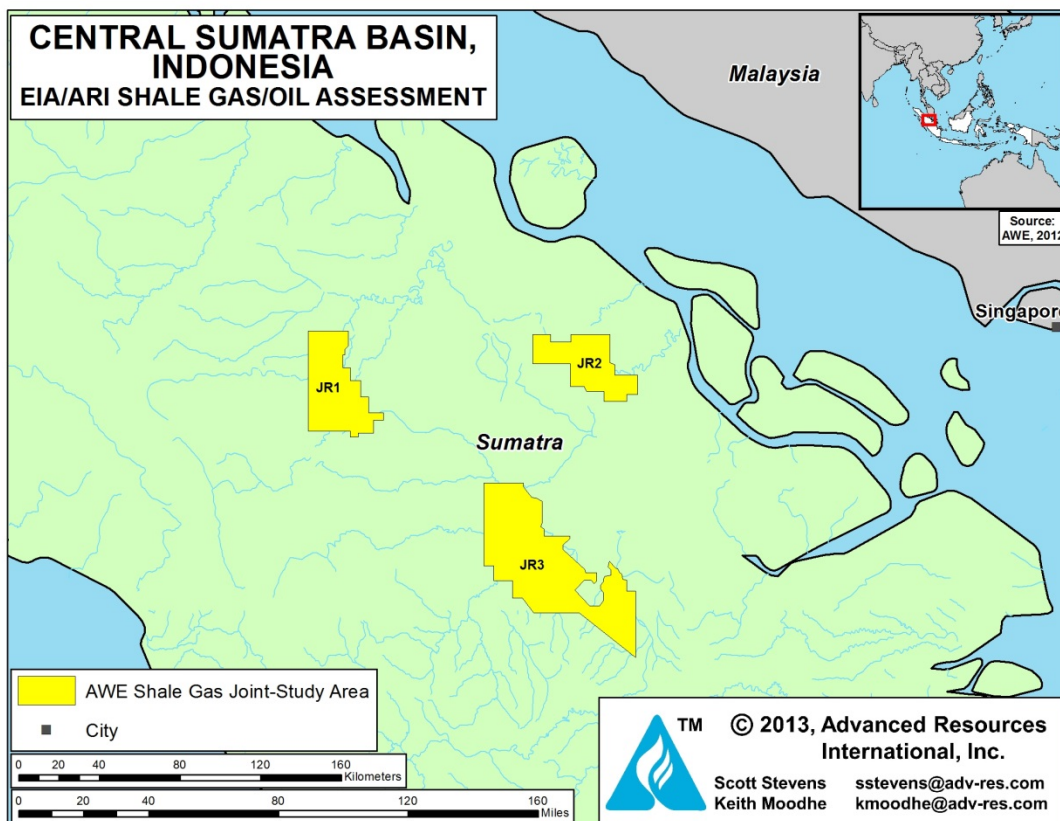 CENTRAL SUMATRA BASIN,
INDONESIA
EIA/ARI SHALE GAS/OIL ASSESSMENT
Malaysia
Source:
AWE, 2012
Singapore
JR1
JR2
Sumatra
JR3
AWE Shale Gas Joint-Study Area
City
0 20 40 80 120 160
Kilometers
0 20 40 80 120 160
Miles
TM
© 2013, Advanced Resources
International, Inc.
Scott Stevens sstevens@adv-res.com
Keith Moodhe kmoodhe@adv-res.com